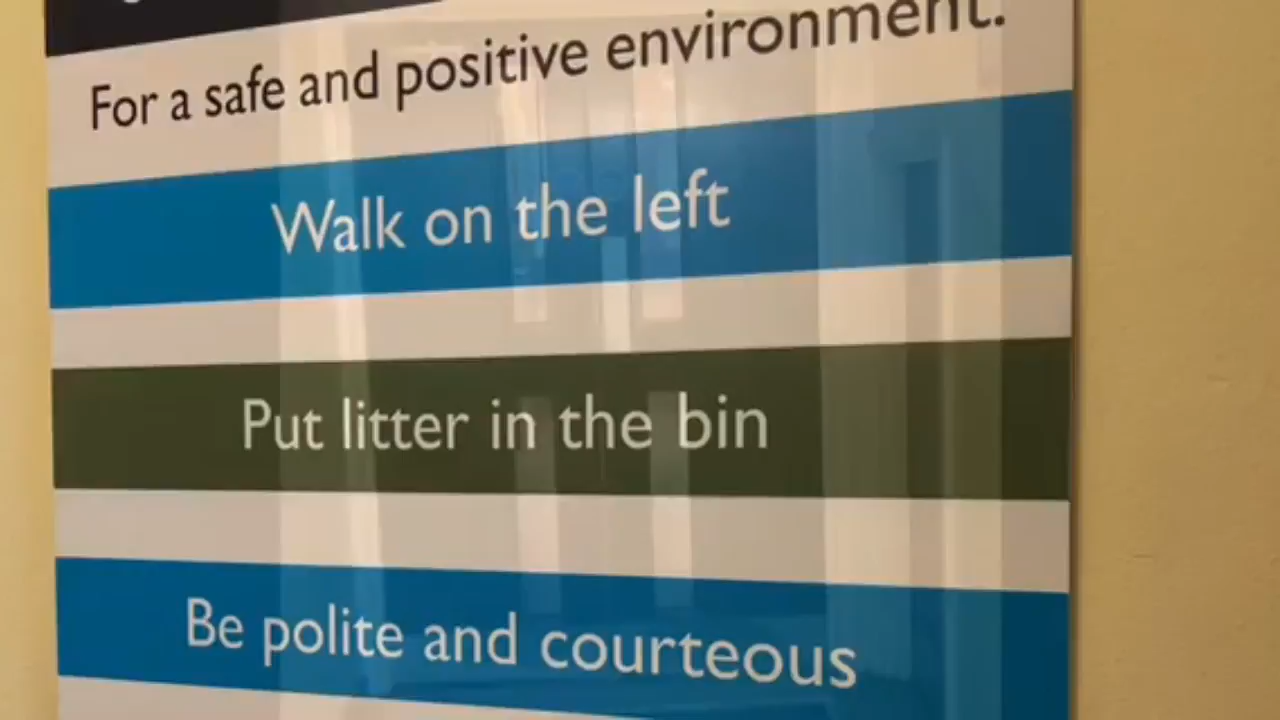 For a safe and positive environment.
Walk on the left
Put litter in the bin
Be polite and courteous